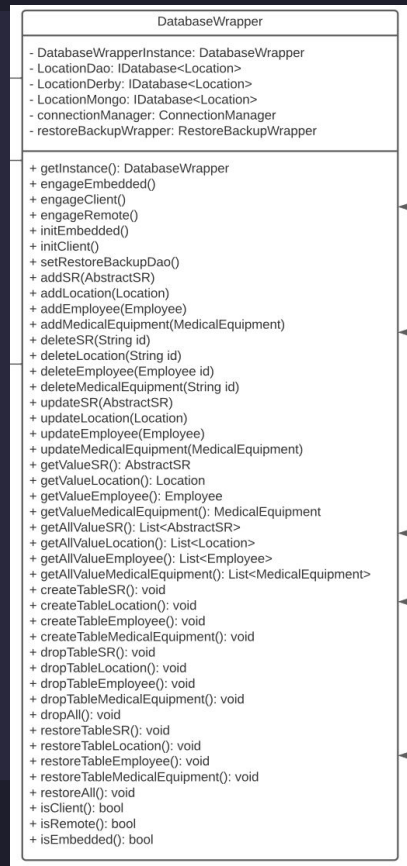 DatabaseWrapper
- DatabaseWrapperInstance: DatabaseWrapper
- LocationDao: IDatabase<Location>
- LocationDerby: IDatabase<Location>
- LocationMongo: IDatabase<Location>
- connectionManager: ConnectionManager
- restoreBackupWrapper: RestoreBackupWrapper
+ getInstance(): DatabaseWrapper
+ engageEmbedded()
+ engageClient()
+ engageRemote()
+ initEmbedded()
+ initClient()
+ setRestoreBackupDao()
+ addSR(AbstractSR)
+ addLocation(Location)
+ addEmployee(Employee)
+ addMedicalEquipment(MedicalEquipment)
+ deleteSR(String id)
+ deleteLocation(String id)
+ deleteEmployee(Employee id)
+ deleteMedicalEquipment(String id)
+ updateSR(AbstractSR)
+ updateLocation(Location)
+ updateEmployee(Employee)
+ updateMedicalEquipment(MedicalEquipment)
+ getValueSR(): AbstractSR
+ getValueLocation(): Location
+ getValueEmployee(): Employee
+ getValueMedicalEquipment(): MedicalEquipment
+ getAllValueSR(): List<AbstractSR>
+ getAllValueLocation(): List<Location>
+ getAllValueEmployee(): List<Employee>
+ getAllValueMedicalEquipment(): List<MedicalEquipment>
+ createTableSR(): void
+ createTableLocation(): void
+ createTableEmployee(): void
+ createTableMedicalEquipment(): void
+ dropTableSR(): void
+ dropTableLocation(): void
+ dropTableEmployee(): void
+ dropTableMedicalEquipment(): void
+ dropAll(): void
+ restoreTableSR(): void
+ restoreTableLocation(): void
+ restoreTableEmployee(): void
+ restoreTableMedicalEquipment(): void
+ restoreAll(): void
+ isClient(): bool
+ isRemote(): bool
+ isEmbedded(): bool